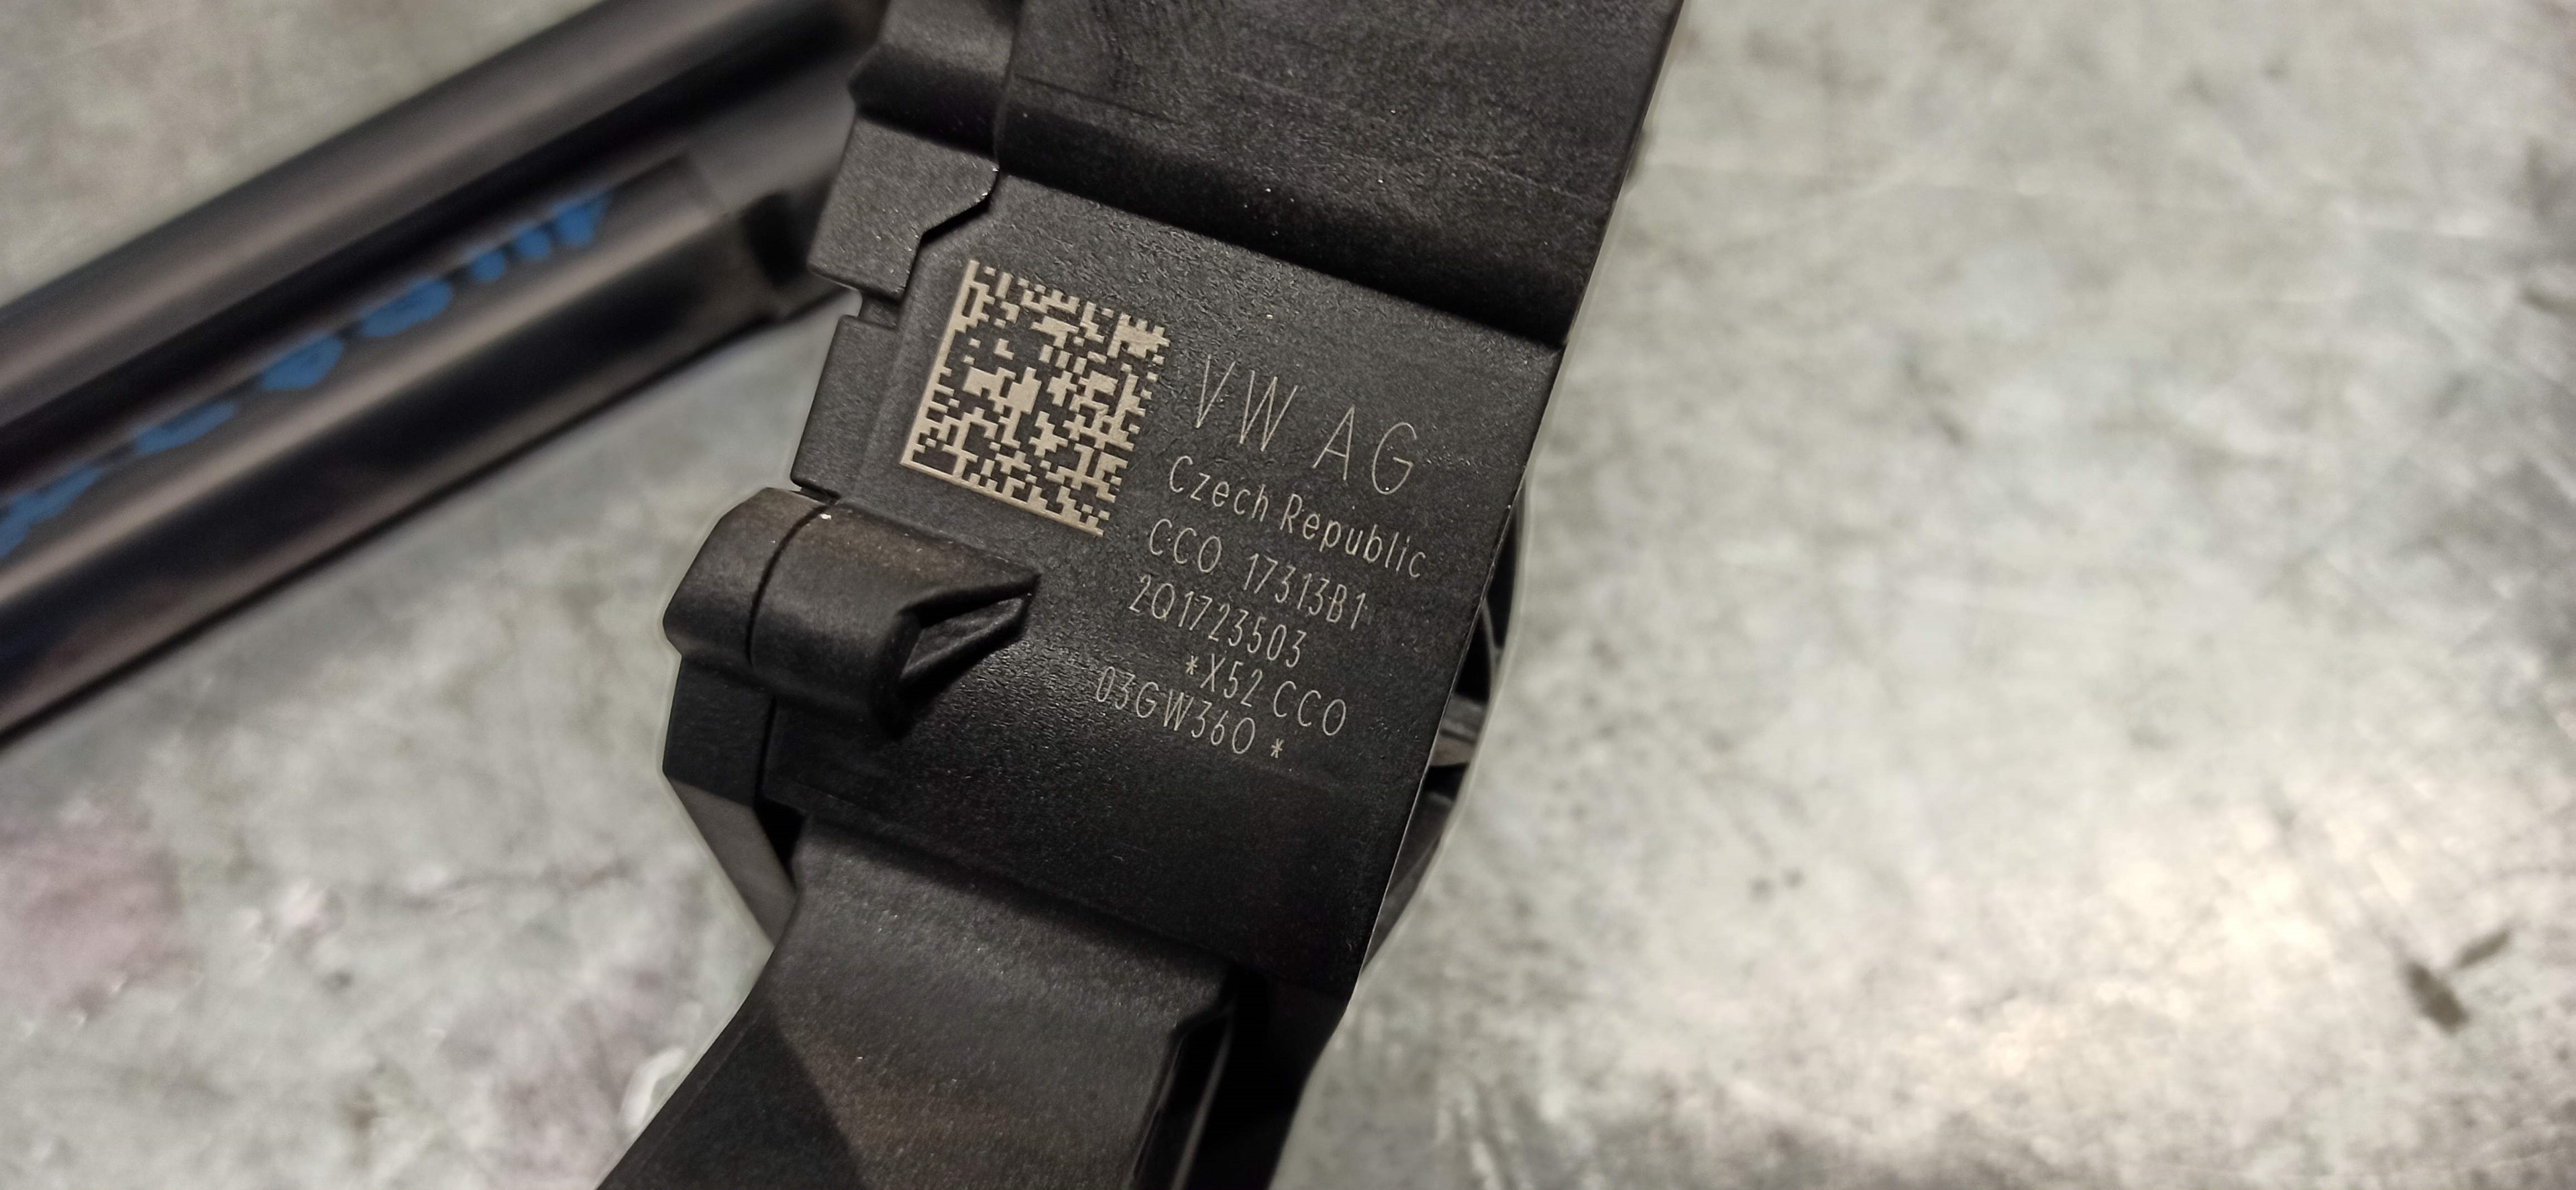 VW AG
Czech Republic
CCO 17313B1
2Q1723503
*X52 CCO
03GW360 *